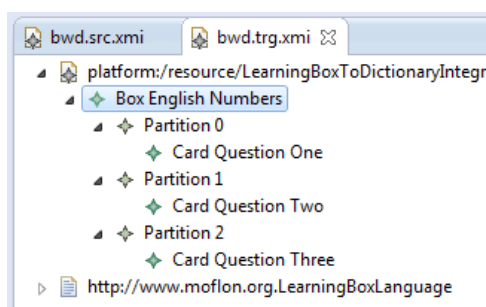 bwd.src.xmi bwd.trg.xmi
platform:/resource/LearningBoxToDictionaryIntegr
Box English Numbers
Partition 0
Card Question One
Partition 1
Card Question Two
Partition 2
Card Question Three
http://www.moflon.org.LearningBoxLanguage